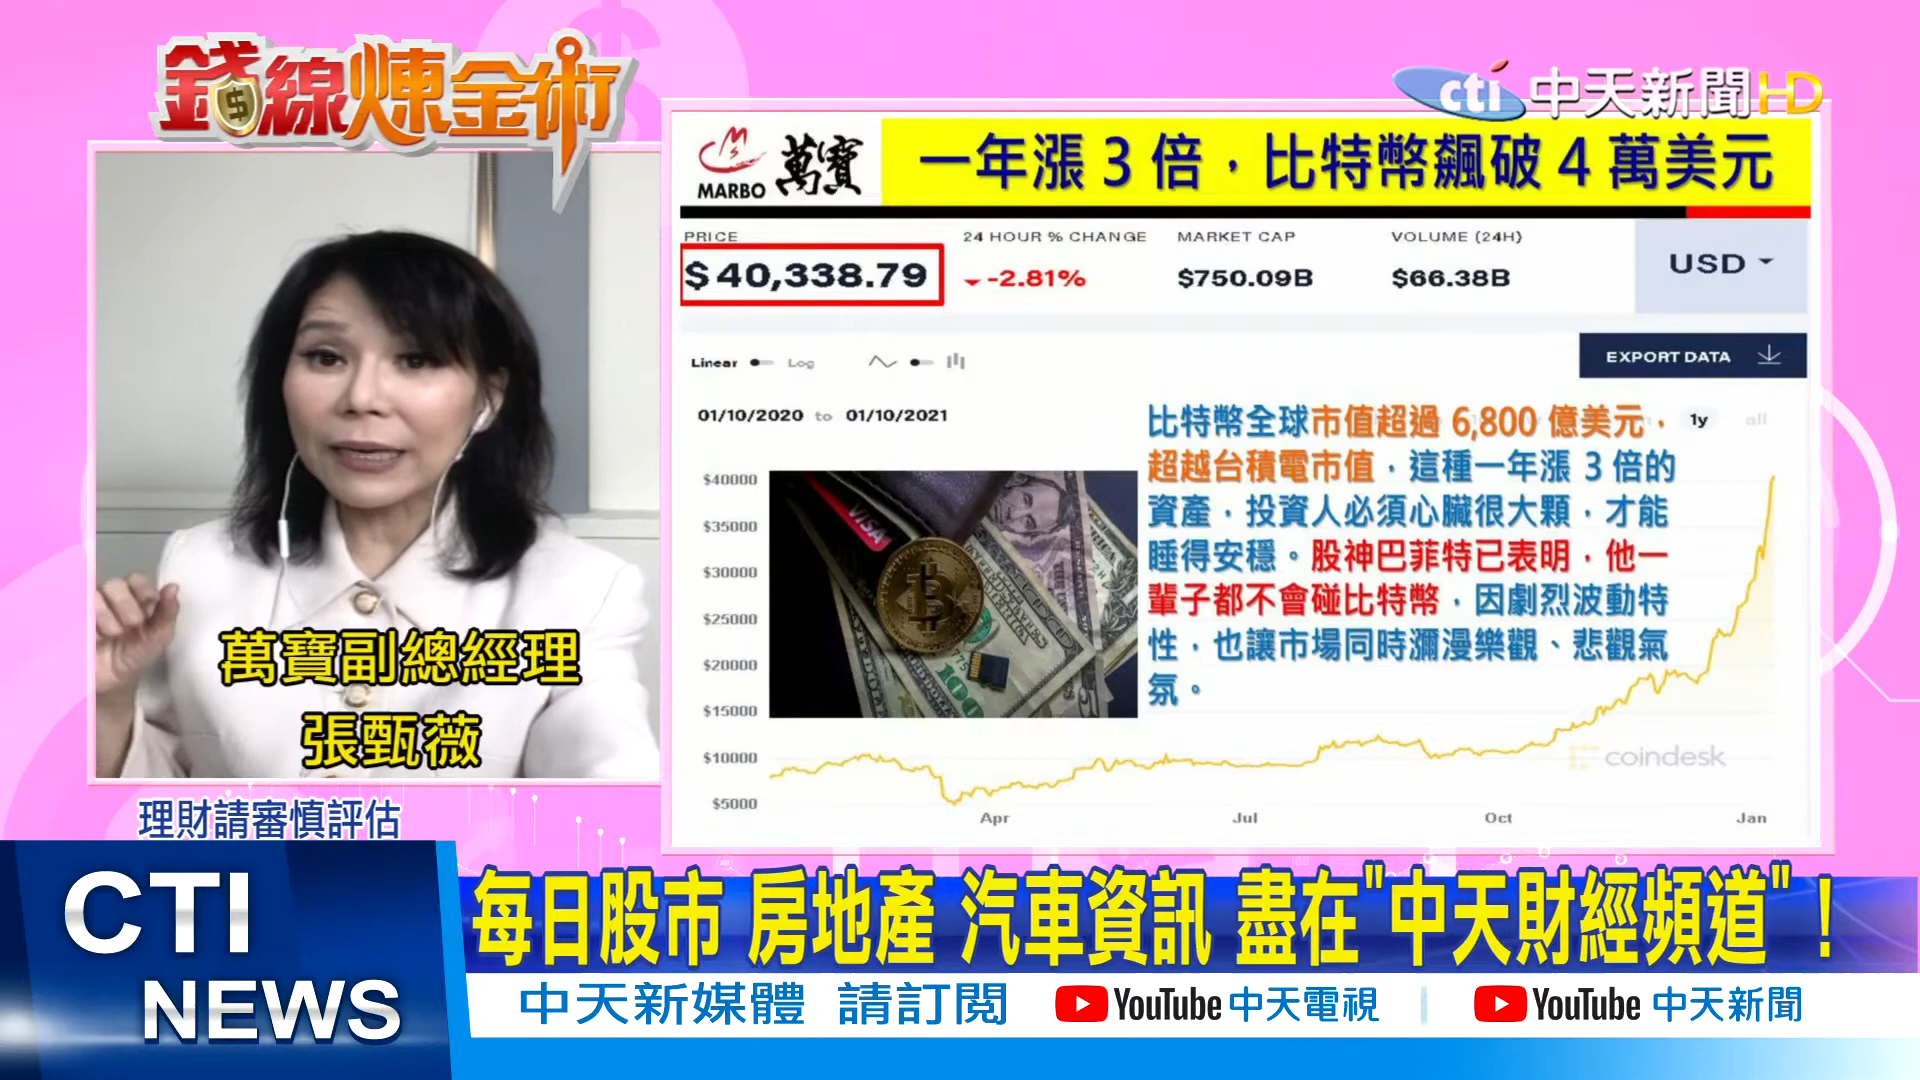 錢線煉金術
cti 中天新聞HD
MARBO 萬寶
一年漲 3 倍，比特幣飆破 4 萬美元
PRICE
$40,338.79
24 HOUR % CHANGE
-2.81%
MARKET CAP
$750.09B
VOLUME (24H)
$66.38B
USD
Linear Log
EXPORT DATA
01/10/2020 to 01/10/2021
1y all
比特幣全球市值超過 6,800 億美元，
超越台積電市值，這種一年漲 3 倍的
資產，投資人必須心臟很大顆，才能
睡得安穩。股神巴菲特已表明，他一
輩子都不會碰比特幣，因劇烈波動特
性，也讓市場同時瀰漫樂觀、悲觀氣
氛。
$40000
$35000
$30000
$25000
$20000
$15000
$10000
$5000
VISA
100
coindesk
Apr Jul Oct Jan
萬寶副總經理
張甄薇
理財請審慎評估
CTI
NEWS
每日股市 房地產 汽車資訊 盡在"中天財經頻道"！
中天新媒體 請訂閱 YouTube 中天電視 | YouTube 中天新聞